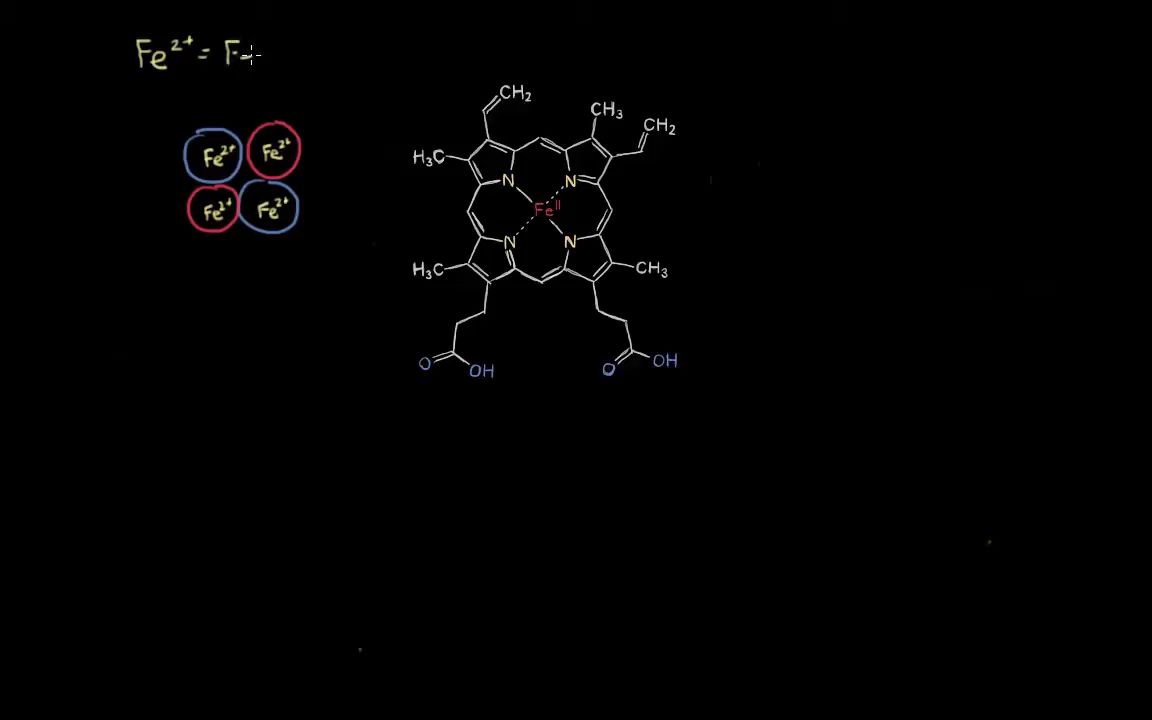 Fe²⁺ = F
CH₂
CH₃
CH₂
Fe²⁺ Fe²⁺
H₃C
N N
Feᴵᴵ
Fe²⁺ Fe²⁺
N N
H₃C
CH₃
O OH
O OH